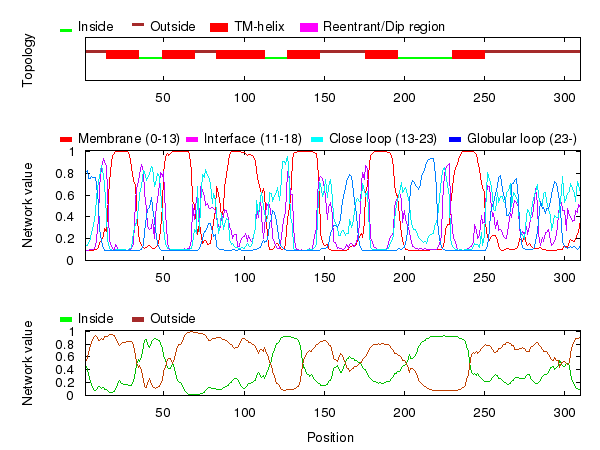 Inside Outside TM-helix Reentrant/Dip region
Topology
50 100 150 200 250 300
Membrane (0-13) Interface (11-18) Close loop (13-23) Globular loop (23-)
Network value
1
0.8
0.6
0.4
0.2
0
50 100 150 200 250 300
Inside Outside
Network value
1
0.8
0.6
0.4
0.2
0
50 100 150 200 250 300
Position